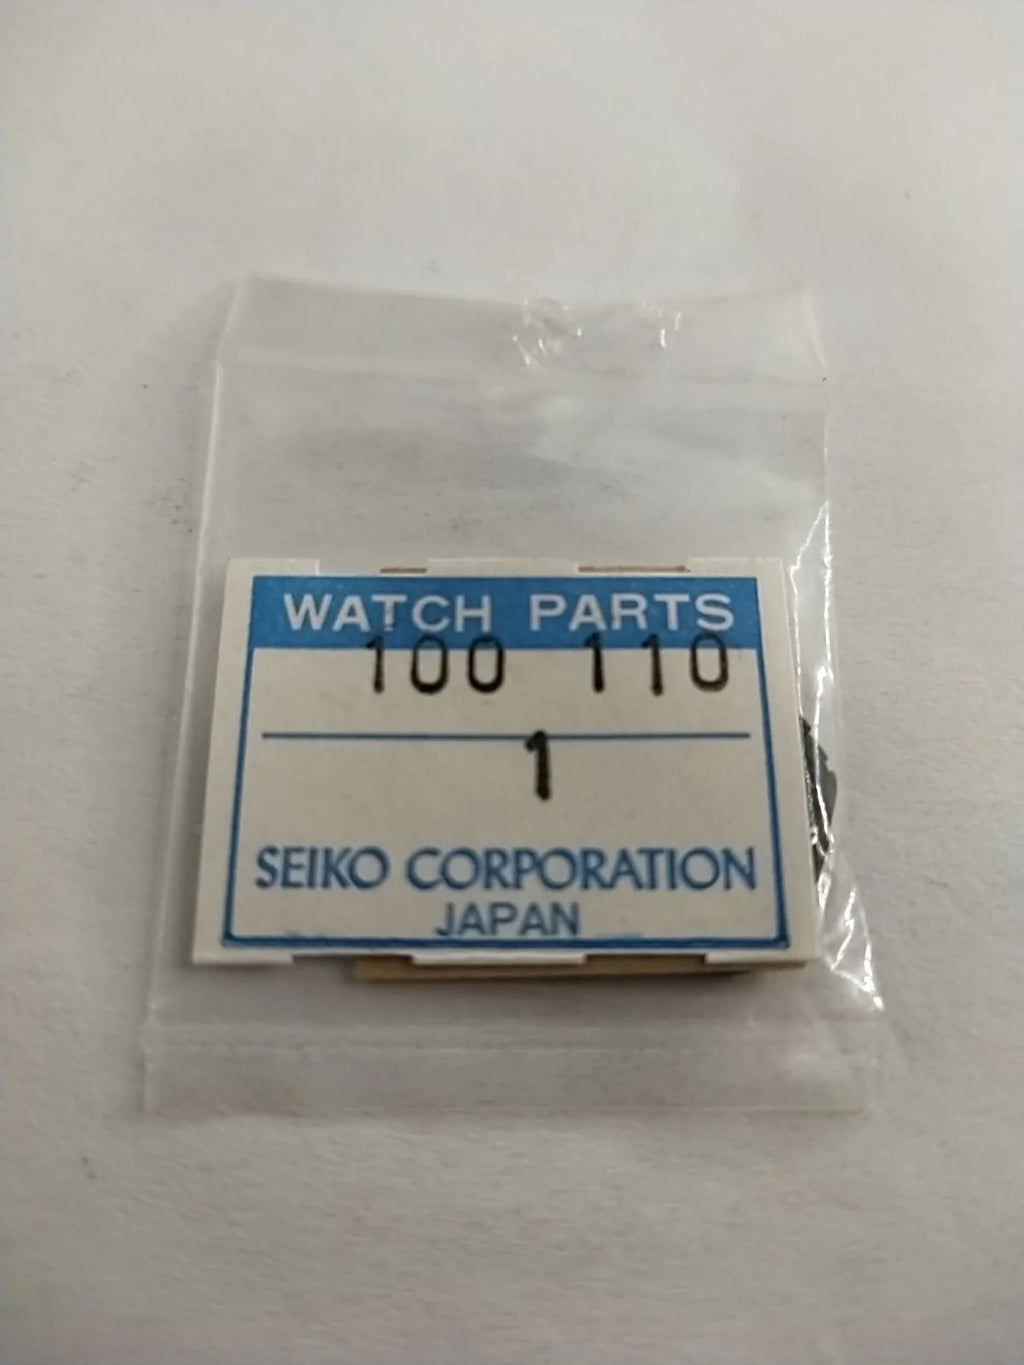 WATCH PARTS
100 110
1
SEIKO CORPORATION
JAPAN